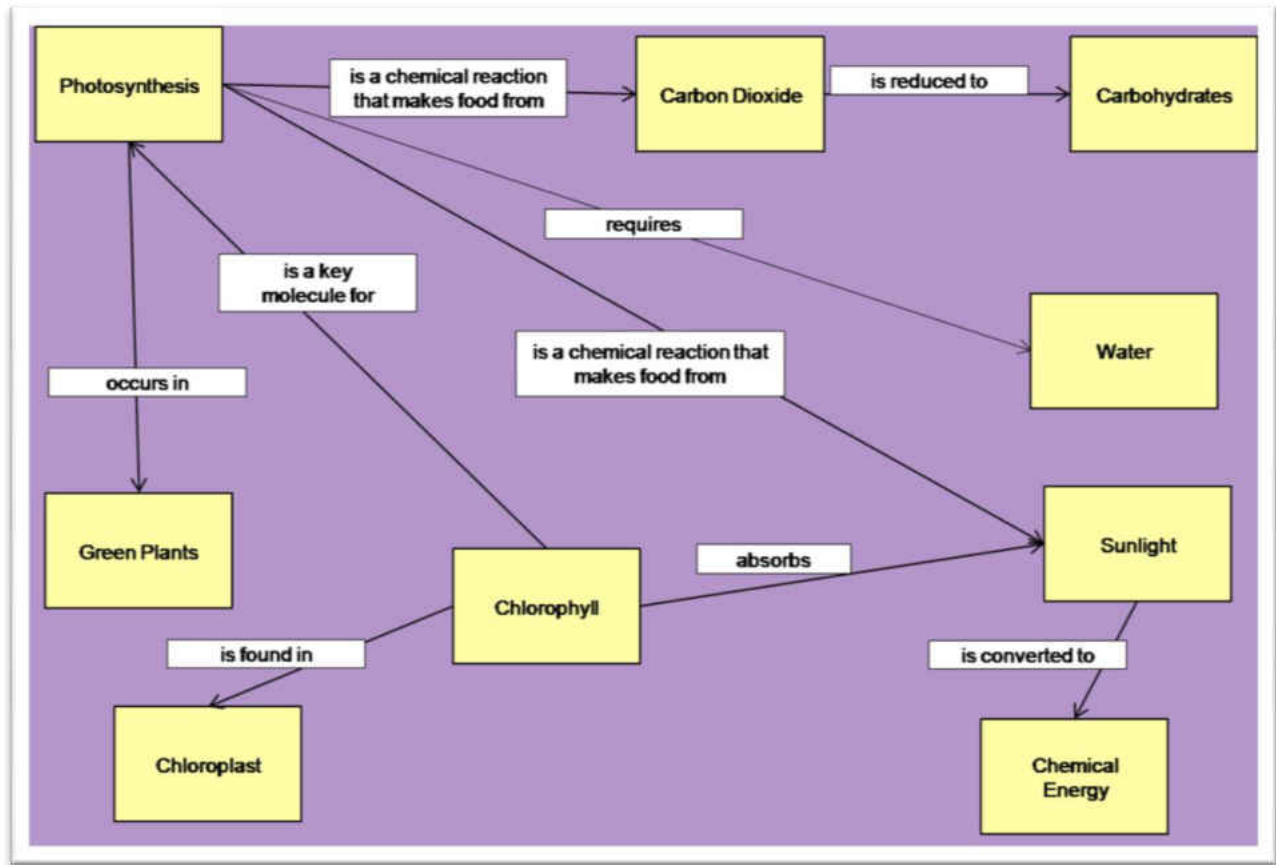 Photosynthesis
is a chemical reaction
that makes food from
Carbon Dioxide
is reduced to
Carbohydrates
requires
is a key
molecule for
Water
is a chemical reaction that
makes food from
occurs in
Green Plants
absorbs
Sunlight
Chlorophyll
is found in
is converted to
Chloroplast
Chemical
Energy